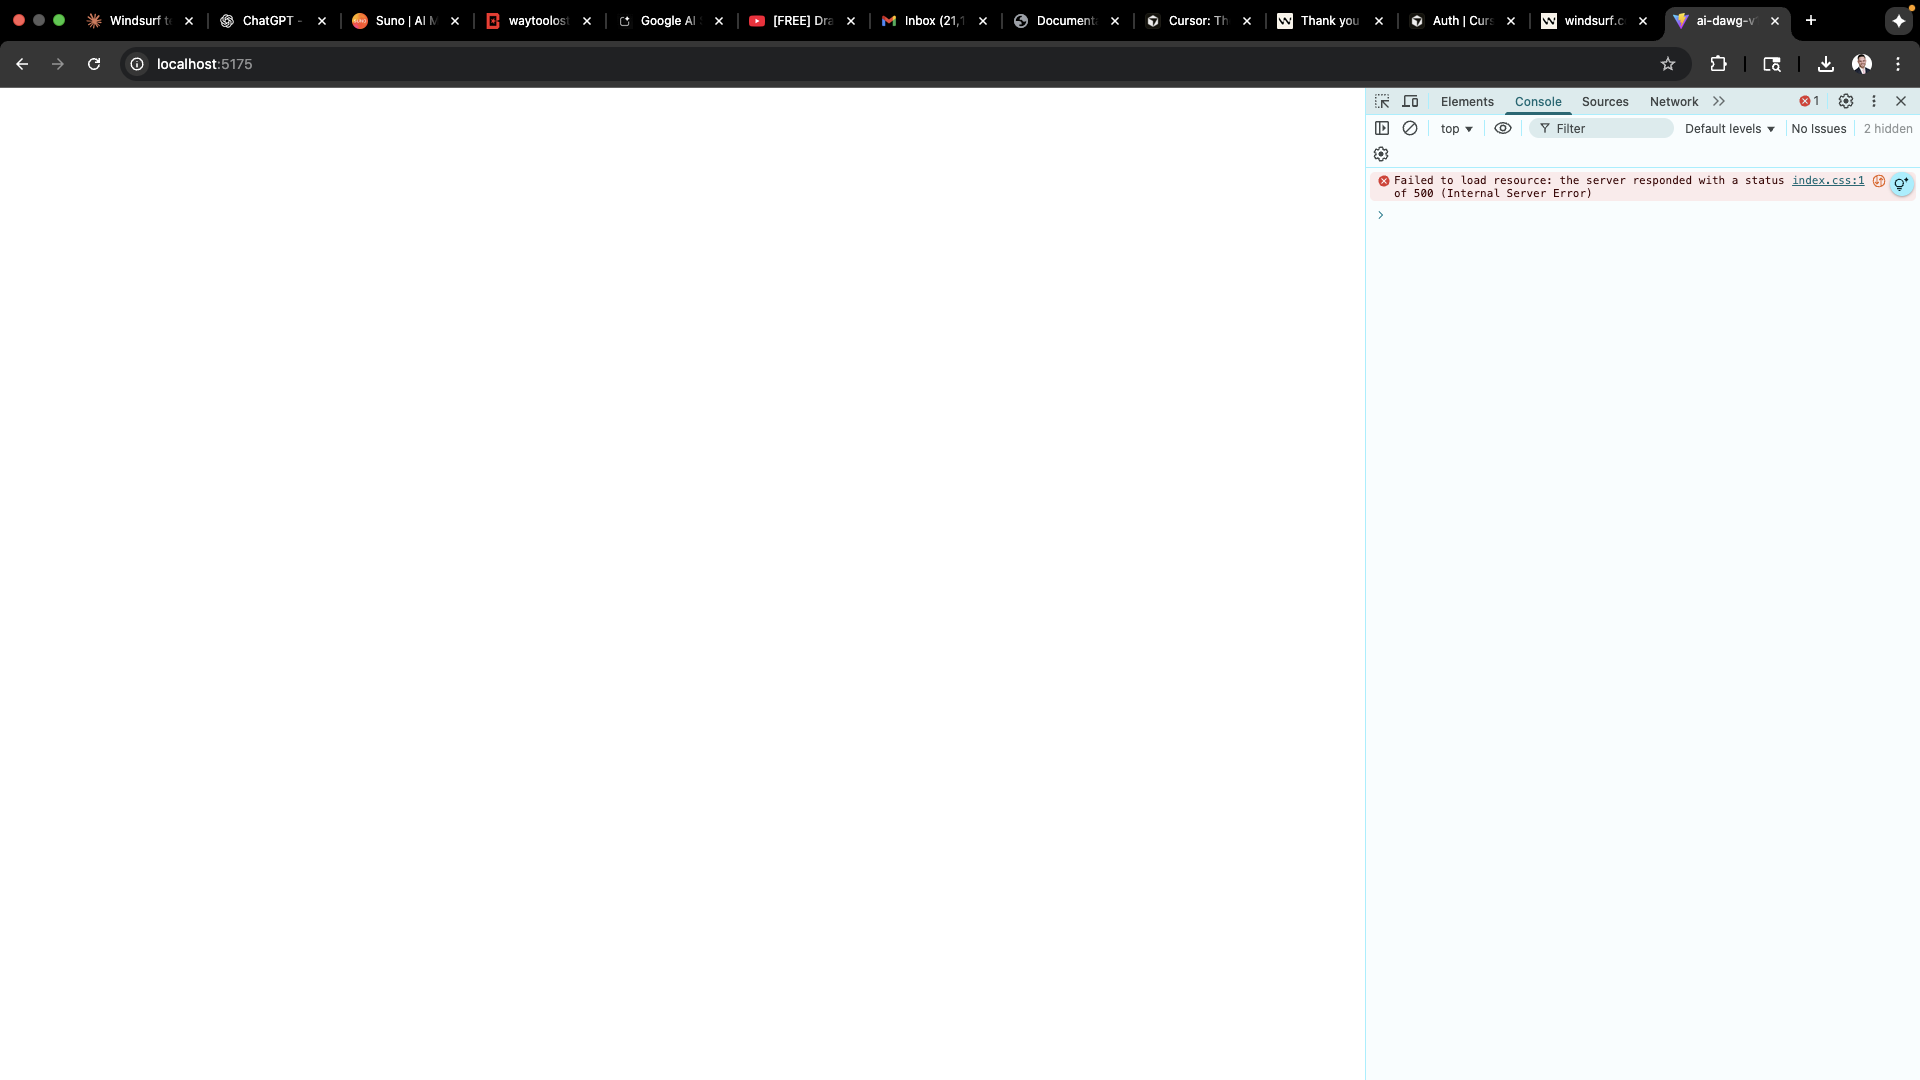 Windsurf te
ChatGPT -
Suno | AI M
waytoolost
Google AI S
[FREE] Dra
Inbox (21,1
Documenta
Cursor: Th
Thank you
Auth | Curs
windsurf.c
ai-dawg-v
localhost:5175
Elements Console Sources Network 1
top Filter Default levels No Issues 2 hidden
Failed to load resource: the server responded with a status index.css:1
of 500 (Internal Server Error)